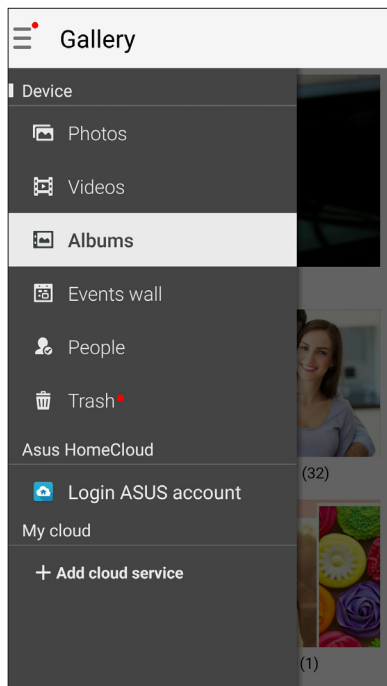 Gallery
Device
Photos
Videos
Albums
Events wall
People
Trash
Asus HomeCloud
(32)
Login ASUS account
My cloud
+ Add cloud service
(1)